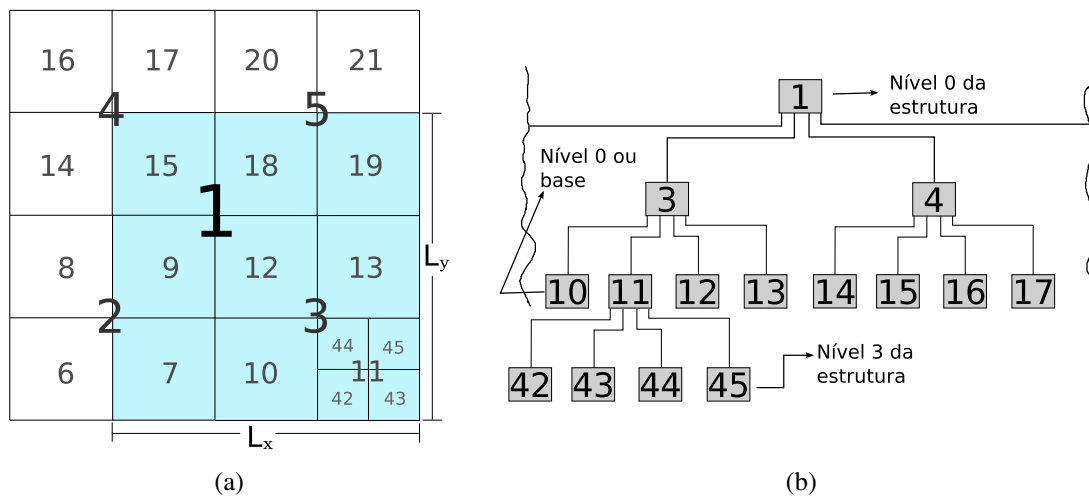 16 17 20 21
4 5
14 15 18 19
1
8 9 12 13
Ly
2 3
6 7 10 11
44 45
42 43
Lx
(a)
1
Nível 0 da
estrutura
Nível 0 ou
base
3 4
10 11 12 13 14 15 16 17
42 43 44 45
Nível 3 da
estrutura
(b)